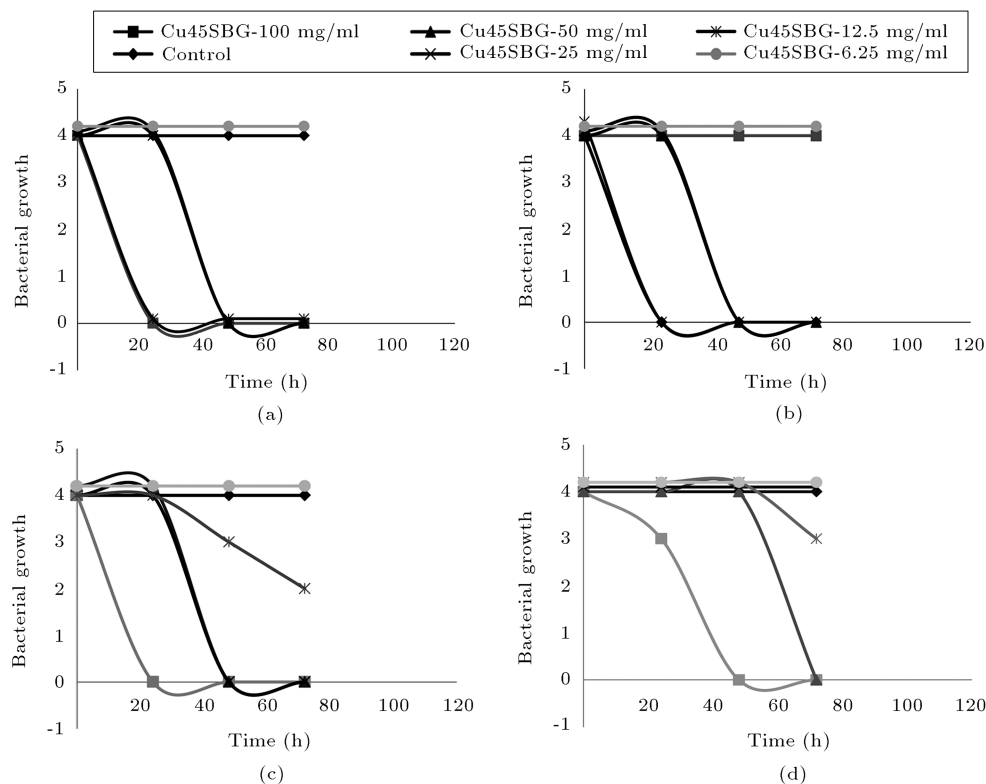 Cu45SBG-100 mg/ml Cu45SBG-50 mg/ml Cu45SBG-12.5 mg/ml
Control Cu45SBG-25 mg/ml Cu45SBG-6.25 mg/ml
5
4
3
2
1
0
-1
Bacterial growth
20 40 60 80 100 120
Time (h)
(a)
5
4
3
2
1
0
-1
Bacterial growth
20 40 60 80 100 120
Time (h)
(b)
5
4
3
2
1
0
-1
Bacterial growth
20 40 60 80 100 120
Time (h)
(c)
5
4
3
2
1
0
-1
Bacterial growth
20 40 60 80 100 120
Time (h)
(d)